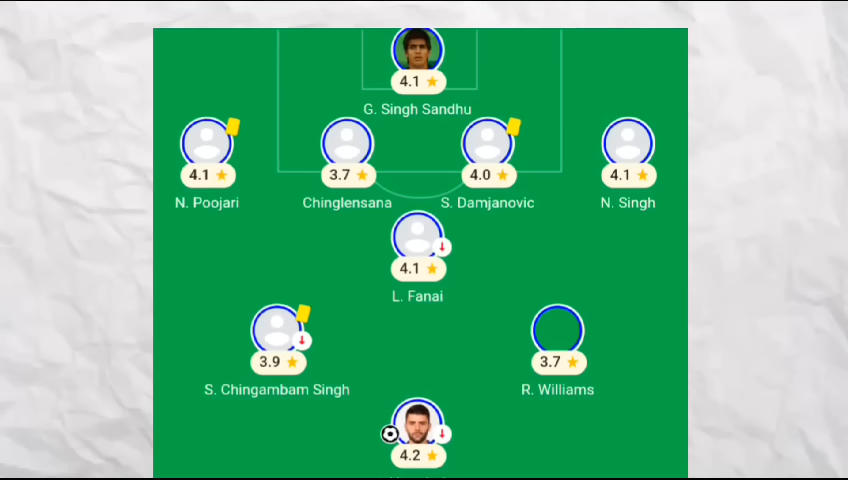 4.1
G. Singh Sandhu
4.1 3.7 4.0 4.1
N. Poojari Chinglensana S. Damjanovic N. Singh
4.1
L. Fanai
3.9 3.7
S. Chingambam Singh R. Williams
4.2